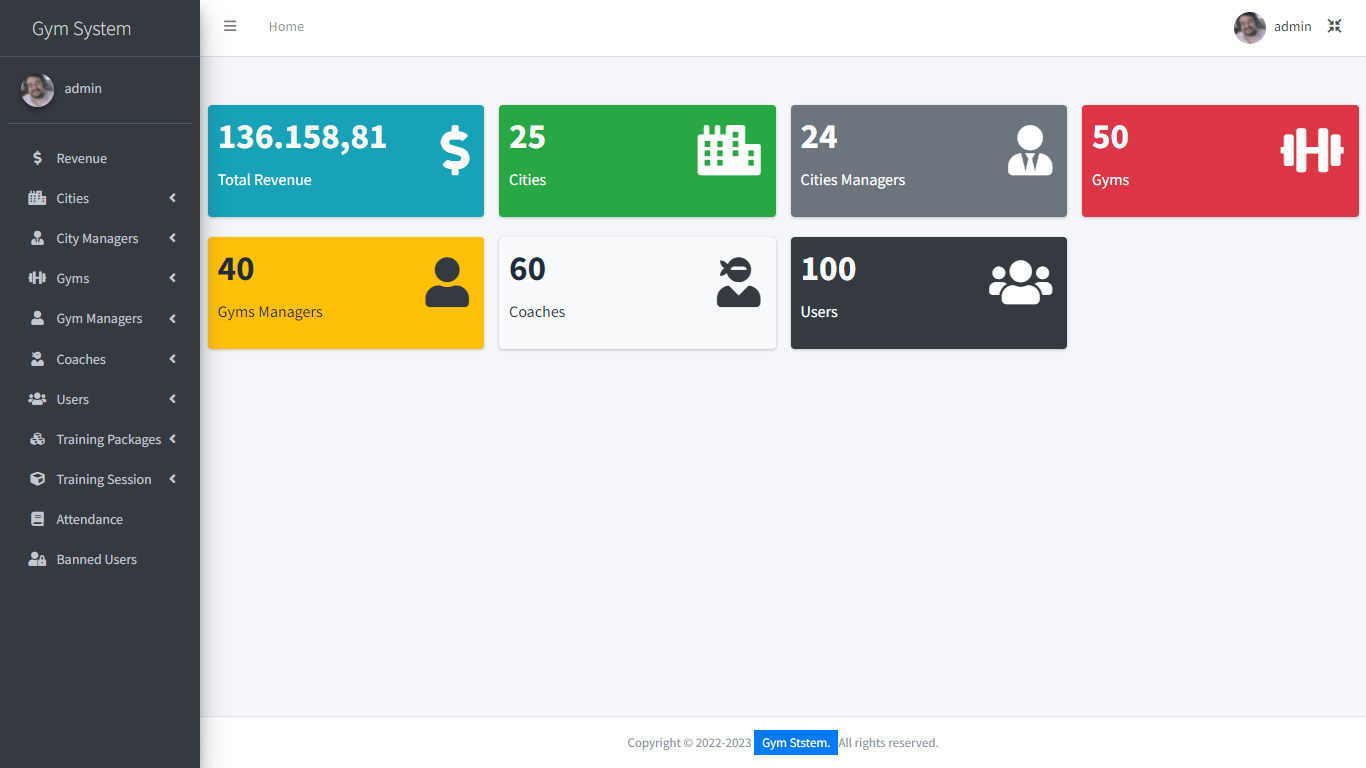 Gym System
Home
admin
admin
Revenue
Cities
City Managers
Gyms
Gym Managers
Coaches
Users
Training Packages
Training Session
Attendance
Banned Users
136.158,81
Total Revenue
25
Cities
24
Cities Managers
50
Gyms
40
Gyms Managers
60
Coaches
100
Users
Copyright © 2022-2023 Gym Ststem. All rights reserved.